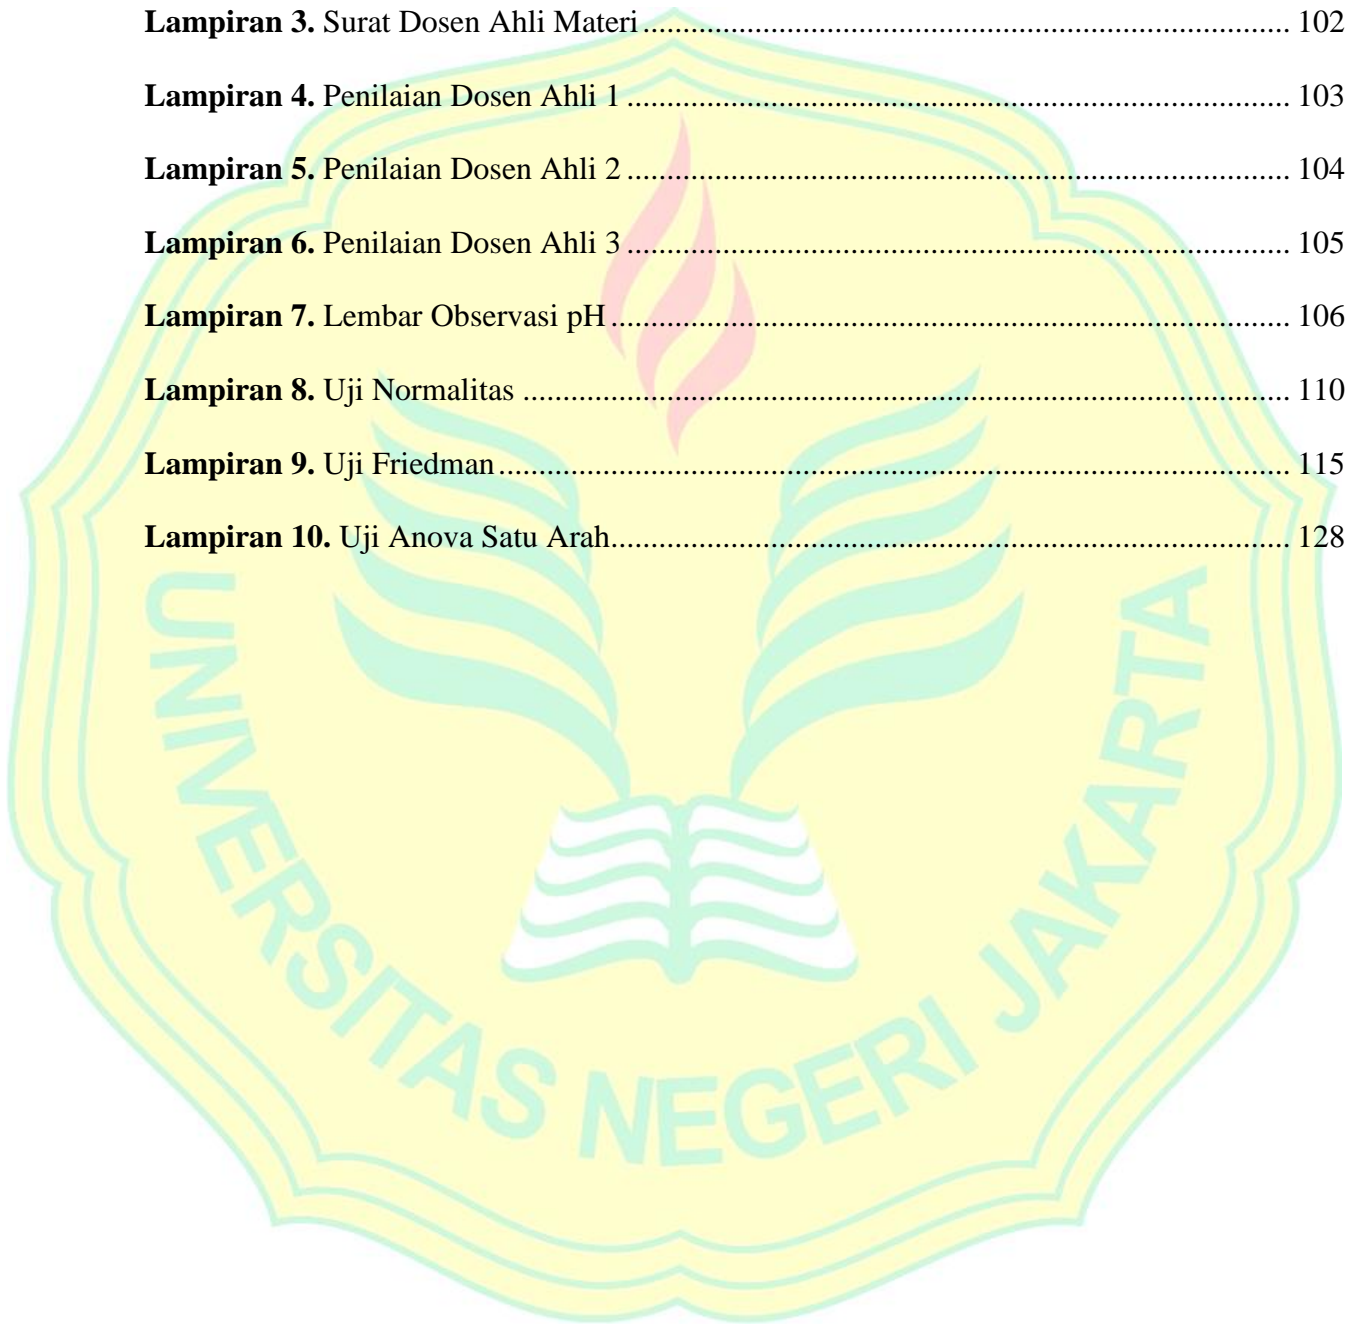 Lampiran 3. Surat Dosen Ahli Materi........................................................................................ 102
Lampiran 4. Penilaian Dosen Ahli 1 ......................................................................................... 103
Lampiran 5. Penilaian Dosen Ahli 2 ......................................................................................... 104
Lampiran 6. Penilaian Dosen Ahli 3 ......................................................................................... 105
Lampiran 7. Lembar Observasi pH ........................................................................................... 106
Lampiran 8. Uji Normalitas ....................................................................................................... 110
Lampiran 9. Uji Friedman .......................................................................................................... 115
Lampiran 10. Uji Anova Satu Arah............................................................................................ 128
UNIVERSITAS NEGERI JAKARTA